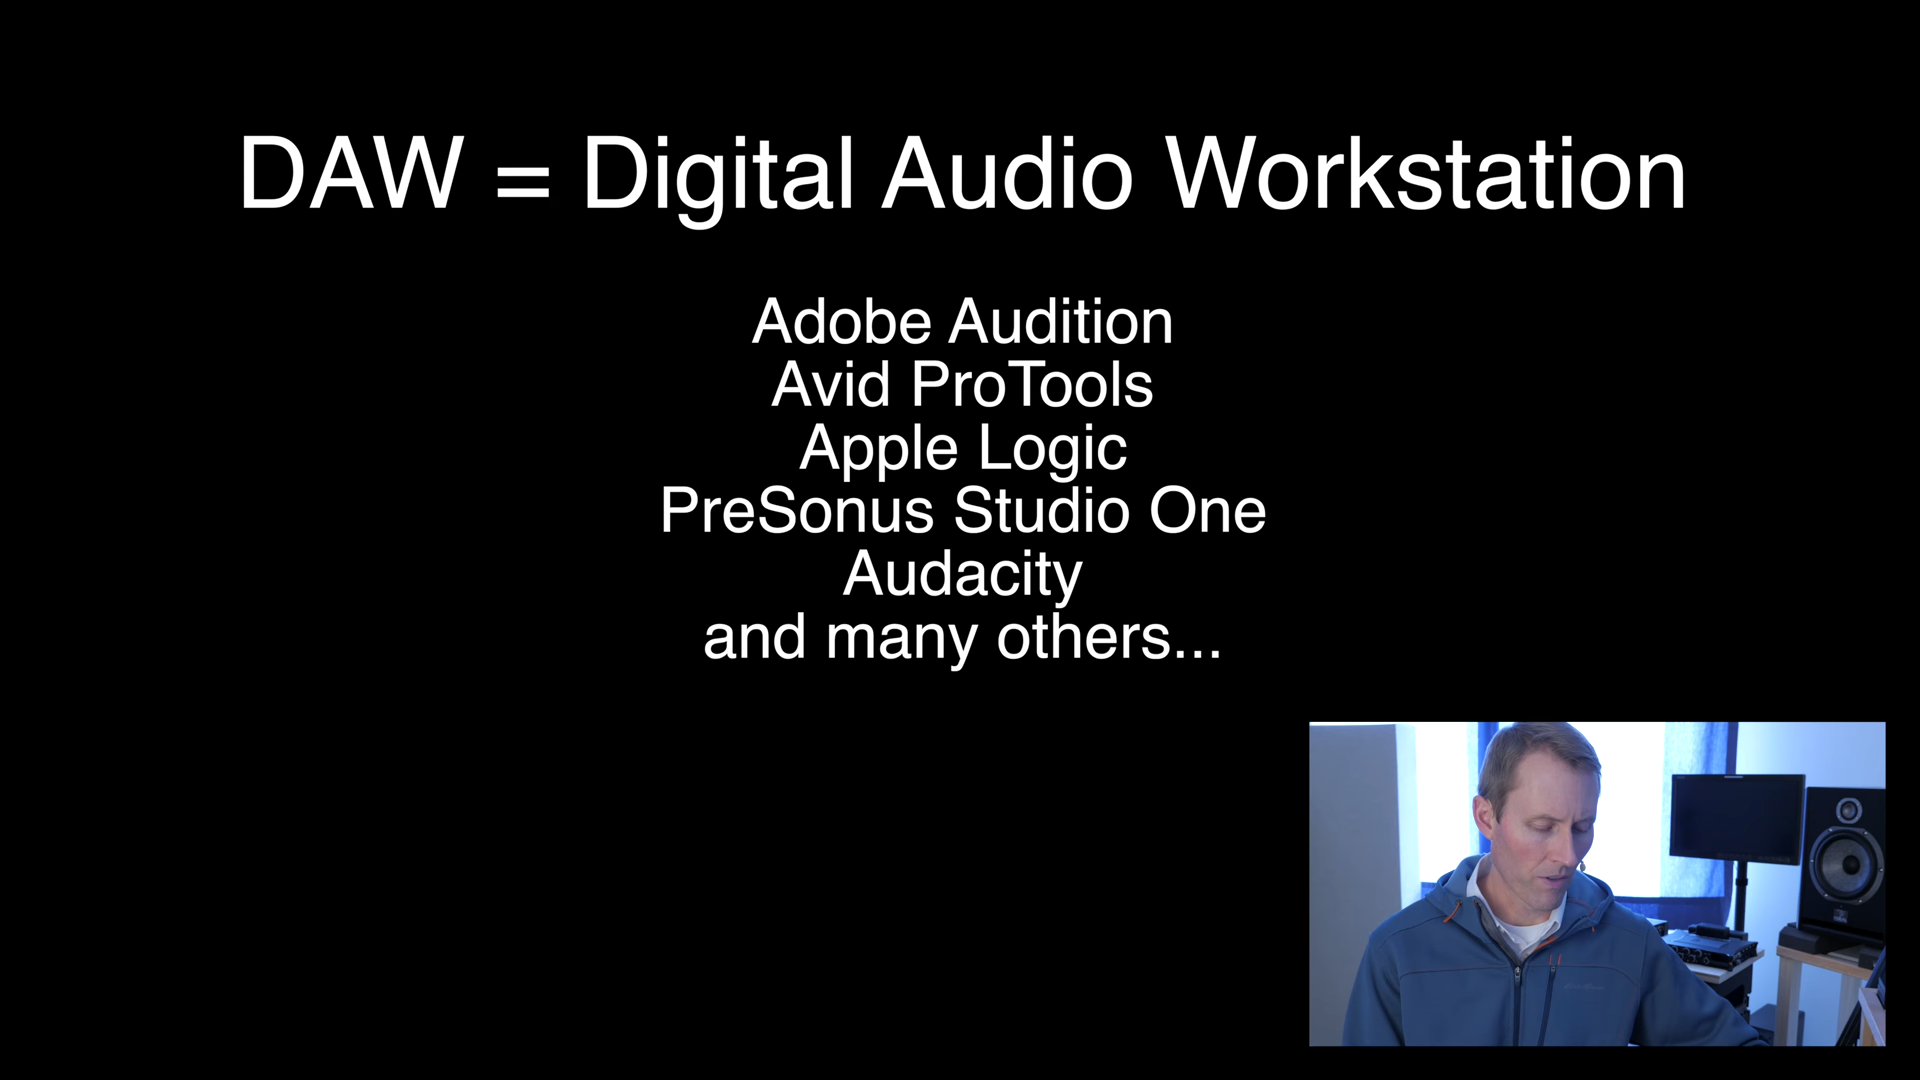 DAW = Digital Audio Workstation
Adobe Audition
Avid ProTools
Apple Logic
PreSonus Studio One
Audacity
and many others...